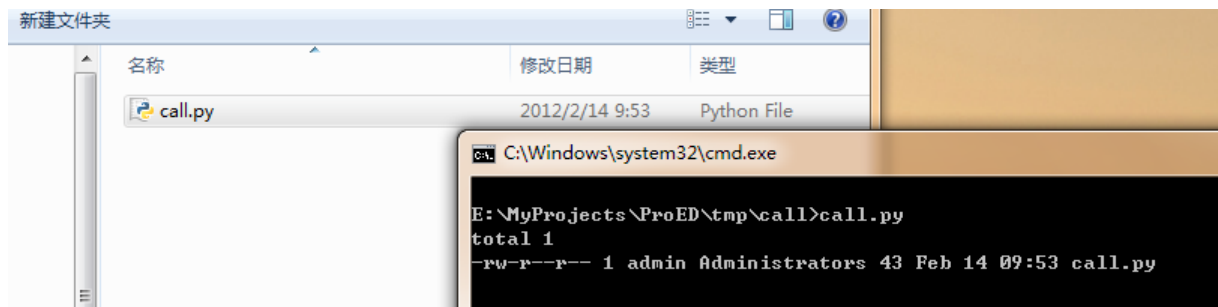 新建文件夹
名称 修改日期 类型
call.py 2012/2/14 9:53 Python File
C:\Windows\system32\cmd.exe
E:\MyProjects\ProED\tmp\call>call.py
total 1
-rw-r--r-- 1 admin Administrators 43 Feb 14 09:53 call.py